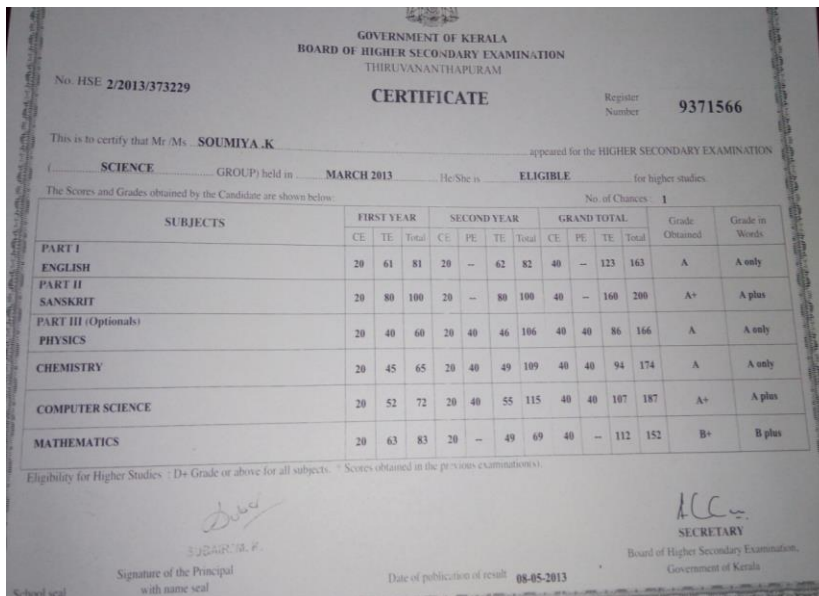 GOVERNMENT OF KERALA
BOARD OF HIGHER SECONDARY EXAMINATION
THIRUVANANTHAPURAM
No. HSE 2/2013/373229
CERTIFICATE
Register Number 9371566
This is to certify that Mr /Ms SOUMIYA .K appeared for the HIGHER SECONDARY EXAMINATION
( SCIENCE GROUP) held in MARCH 2013 He/She is ELIGIBLE for higher studies
The Scores and Grades obtained by the Candidate are shown below: No. of Chances : 1
SUBJECTS FIRST YEAR SECOND YEAR GRAND TOTAL Grade Obtained Grade in Words
CE TE Total CE PE TE Total CE PE TE Total
PART I
ENGLISH 20 61 81 20 -- 62 82 40 -- 123 163 A A only
PART II
SANSKRIT 20 80 100 20 -- 80 100 40 -- 160 200 A+ A plus
PART III (Optionals)
PHYSICS 20 40 60 20 40 46 106 40 40 86 166 A A only
CHEMISTRY 20 45 65 20 40 49 109 40 40 94 174 A A only
COMPUTER SCIENCE 20 52 72 20 40 55 115 40 40 107 187 A+ A plus
MATHEMATICS 20 63 83 20 -- 49 69 40 -- 112 152 B+ B plus
Eligibility for Higher Studies : D+ Grade or above for all subjects. * Scores obtained in the previous examination(s).
SECRETARY
Board of Higher Secondary Examination,
Government of Kerala
Signature of the Principal
with name seal
Date of publication of result 08-05-2013
School seal